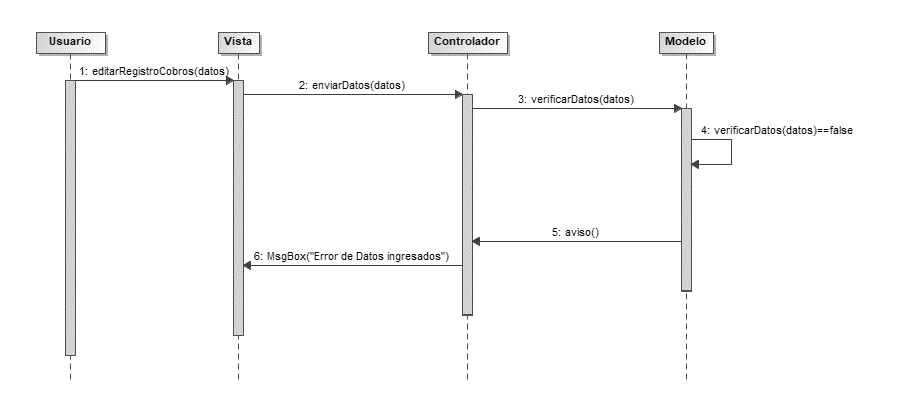 Usuario
Vista
Controlador
Modelo
1: editarRegistroCobros(datos)
2: enviarDatos(datos)
3: verificarDatos(datos)
4: verificarDatos(datos)==false
5: aviso()
6: MsgBox("Error de Datos ingresados")